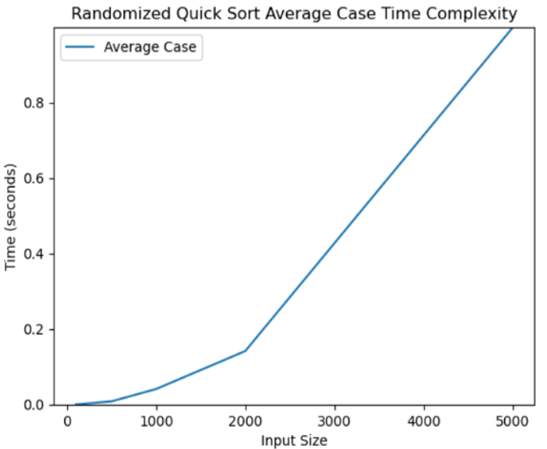 Randomized Quick Sort Average Case Time Complexity
Average Case
Time (seconds)
0.8
0.6
0.4
0.2
0.0
0 1000 2000 3000 4000 5000
Input Size